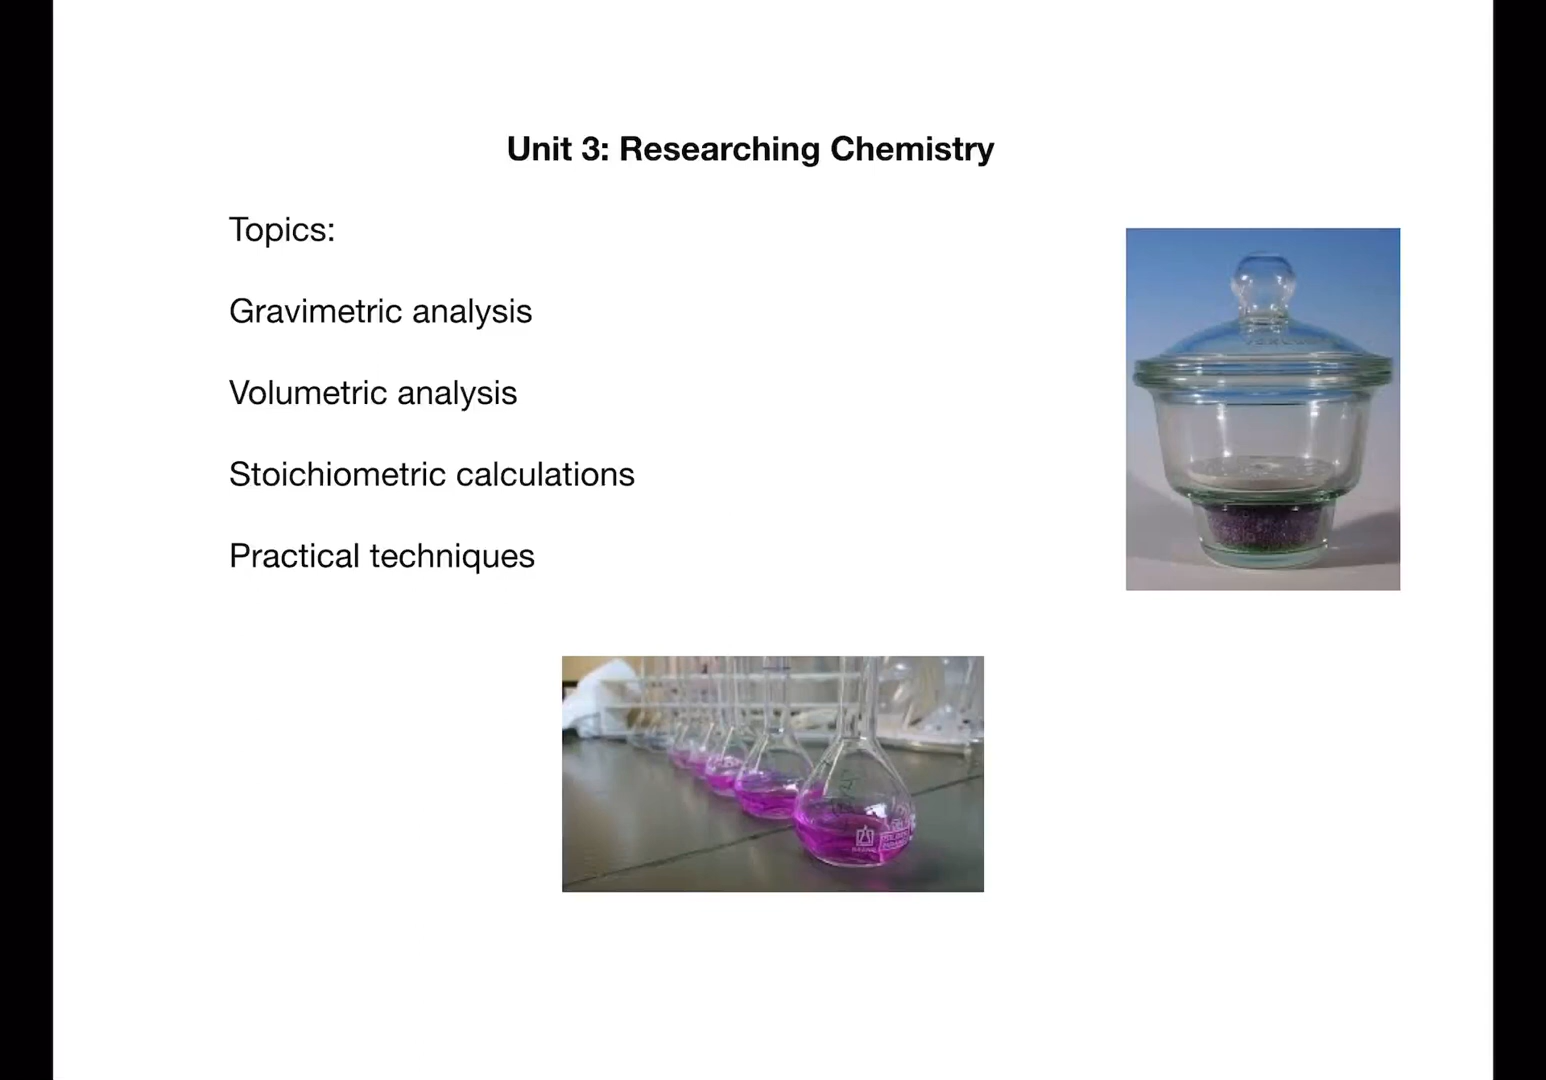 Unit 3: Researching Chemistry
Topics:
Gravimetric analysis
Volumetric analysis
Stoichiometric calculations
Practical techniques